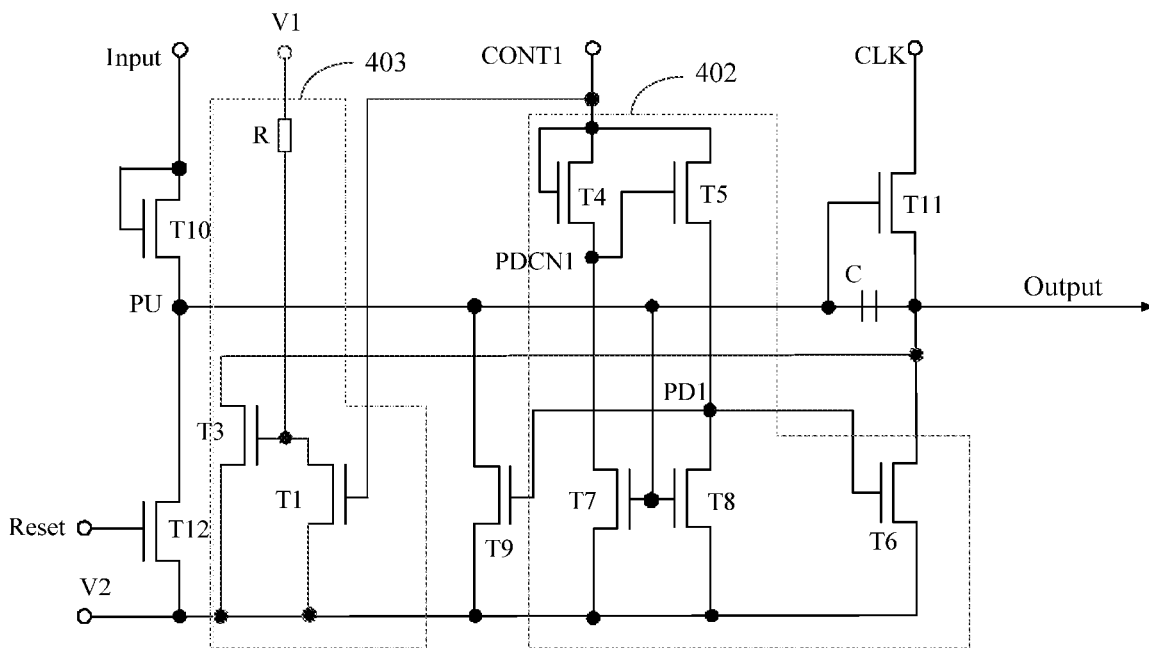 V1
Input
CONT1
CLK
403
402
R
T4
T5
T11
T10
PDCN1
C
PU
Output
PD1
T3
T1
T7
T8
Reset
T12
T9
T6
V2